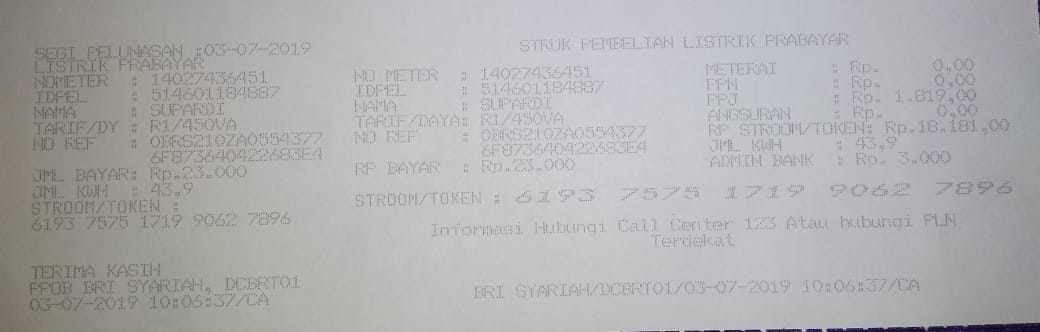 SEGI PELUNASAN :03-07-2019
LISTRIK PRABAYAR
NOMETER : 14027436451
IDPEL : 514601184887
NAMA : SUPARDI
TARIF/DY : R1/450VA
NO REF : 0BRS210ZA0554377
6F873640422683E4
JML BAYAR: Rp.23.000
JML KWH : 43,9
STROOM/TOKEN :
6193 7575 1719 9062 7896
TERIMA KASIH
PPOB BRI SYARIAH, DCBRT01
03-07-2019 10:06:37/CA
STRUK PEMBELIAN LISTRIK PRABAYAR
NO METER : 14027436451
IDPEL : 514601184887
NAMA : SUPARDI
TARIF/DAYA: R1/450VA
NO REF : 0BRS210ZA0554377
6F873640422683E4
RP BAYAR : Rp.23.000
METERAI : Rp. 0,00
PPN : Rp. 0,00
PPJ : Rp. 1.819,00
ANGSURAN : Rp. 0,00
RP STROOM/TOKEN: Rp.18.181,00
JML KWH : 43,9
ADMIN BANK : Rp. 3.000
STROOM/TOKEN : 6193 7575 1719 9062 7896
Informasi Hubungi Call Center 123 Atau hubungi PLN
Terdekat
BRI SYARIAH/DCBRT01/03-07-2019 10:06:37/CA